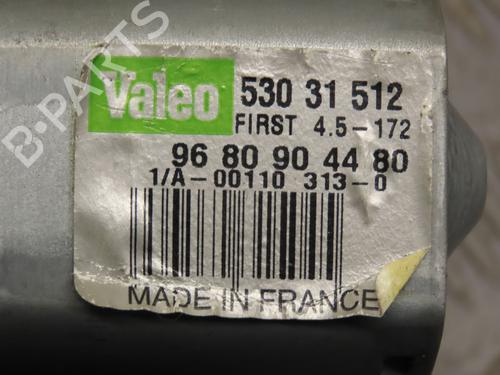 B-PARTS
Valeo
530 31 512
FIRST 4.5-172
96 80 90 44 80
1/A-00110 313-0
MADE IN FRANCE